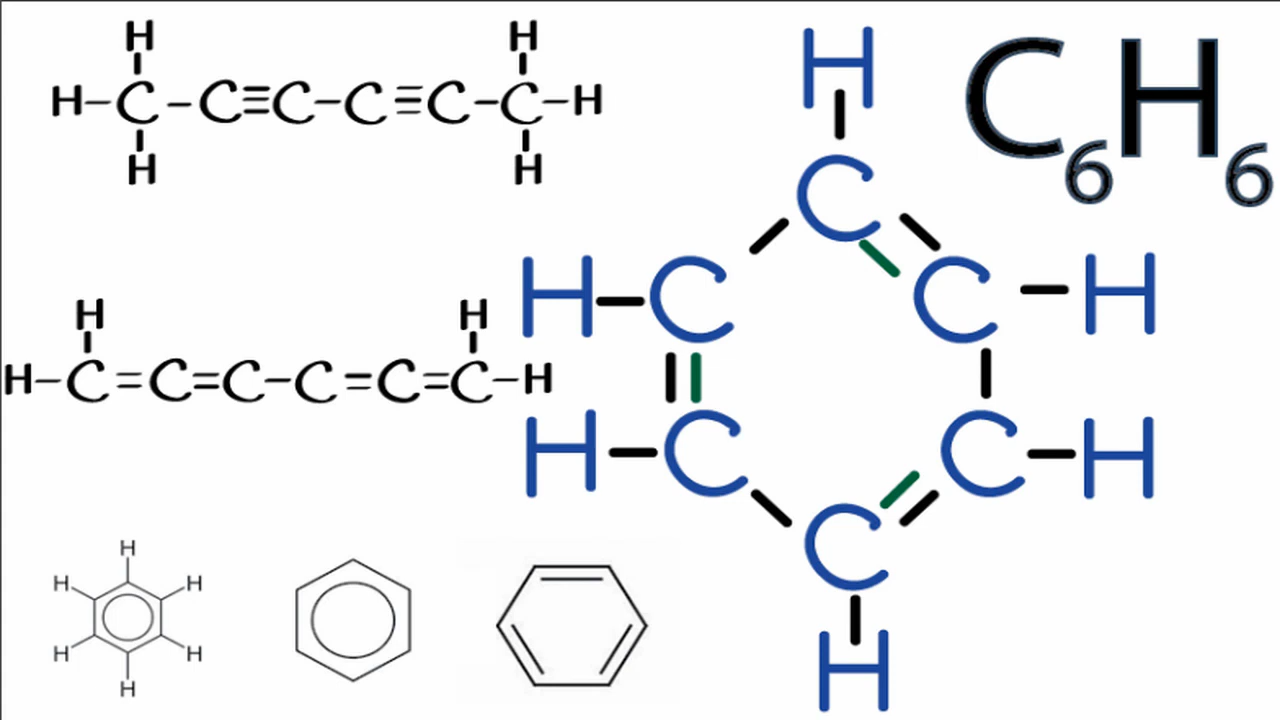 H H
H–C–C≡C–C≡C–C–H
H H
C6H6
H
C
H–C C–H
H–C C–H
C
H
H H
H–C=C=C–C=C=C–H
H
H H
H H
H